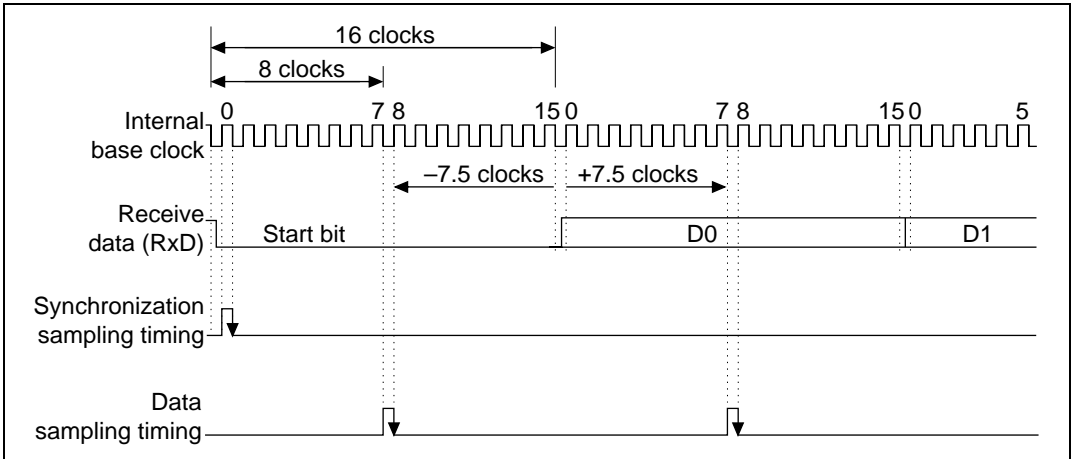 16 clocks
8 clocks
0 7 8 15 0 7 8 15 0 5
Internal
base clock
–7.5 clocks +7.5 clocks
Receive
data (RxD)
Start bit D0 D1
Synchronization
sampling timing
Data
sampling timing